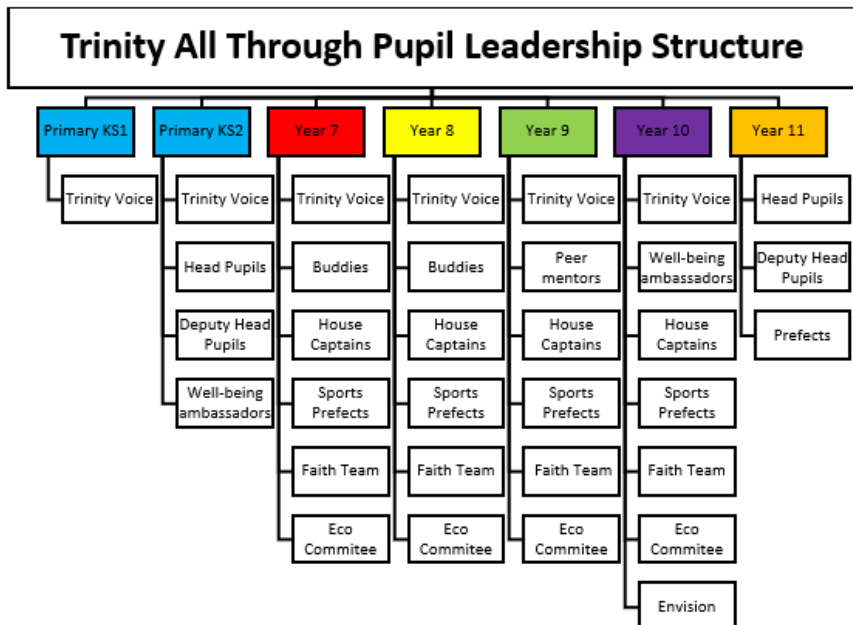 Trinity All Through Pupil Leadership Structure
Primary KS1
Primary KS2
Year 7
Year 8
Year 9
Year 10
Year 11
Trinity Voice
Trinity Voice
Trinity Voice
Trinity Voice
Trinity Voice
Trinity Voice
Head Pupils
Head Pupils
Buddies
Buddies
Peer
mentors
Well-being
ambassadors
Deputy Head
Pupils
Deputy Head
Pupils
House
Captains
House
Captains
House
Captains
House
Captains
Prefects
Well-being
ambassadors
Sports
Prefects
Sports
Prefects
Sports
Prefects
Sports
Prefects
Faith Team
Faith Team
Faith Team
Faith Team
Eco
Commitee
Eco
Commitee
Eco
Commitee
Eco
Commitee
Envision